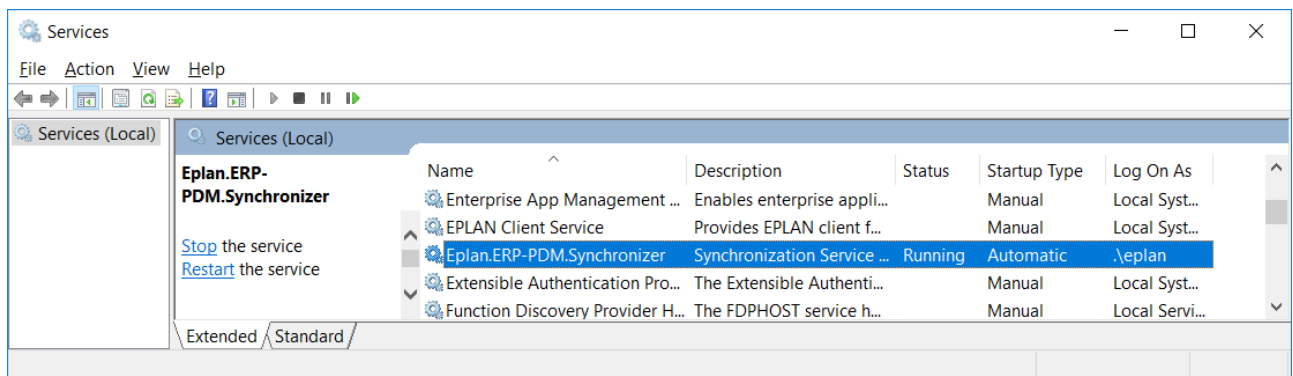 Services
File Action View Help
Services (Local)
Services (Local)
Eplan.ERP-
PDM.Synchronizer
Stop the service
Restart the service
Name Description Status Startup Type Log On As
Enterprise App Management ... Enables enterprise appli... Manual Local Syst...
EPLAN Client Service Provides EPLAN client f... Manual Local Syst...
Eplan.ERP-PDM.Synchronizer Synchronization Service ... Running Automatic .\eplan
Extensible Authentication Pro... The Extensible Authenti... Manual Local Syst...
Function Discovery Provider H... The FDPHOST service h... Manual Local Servi...
Extended Standard